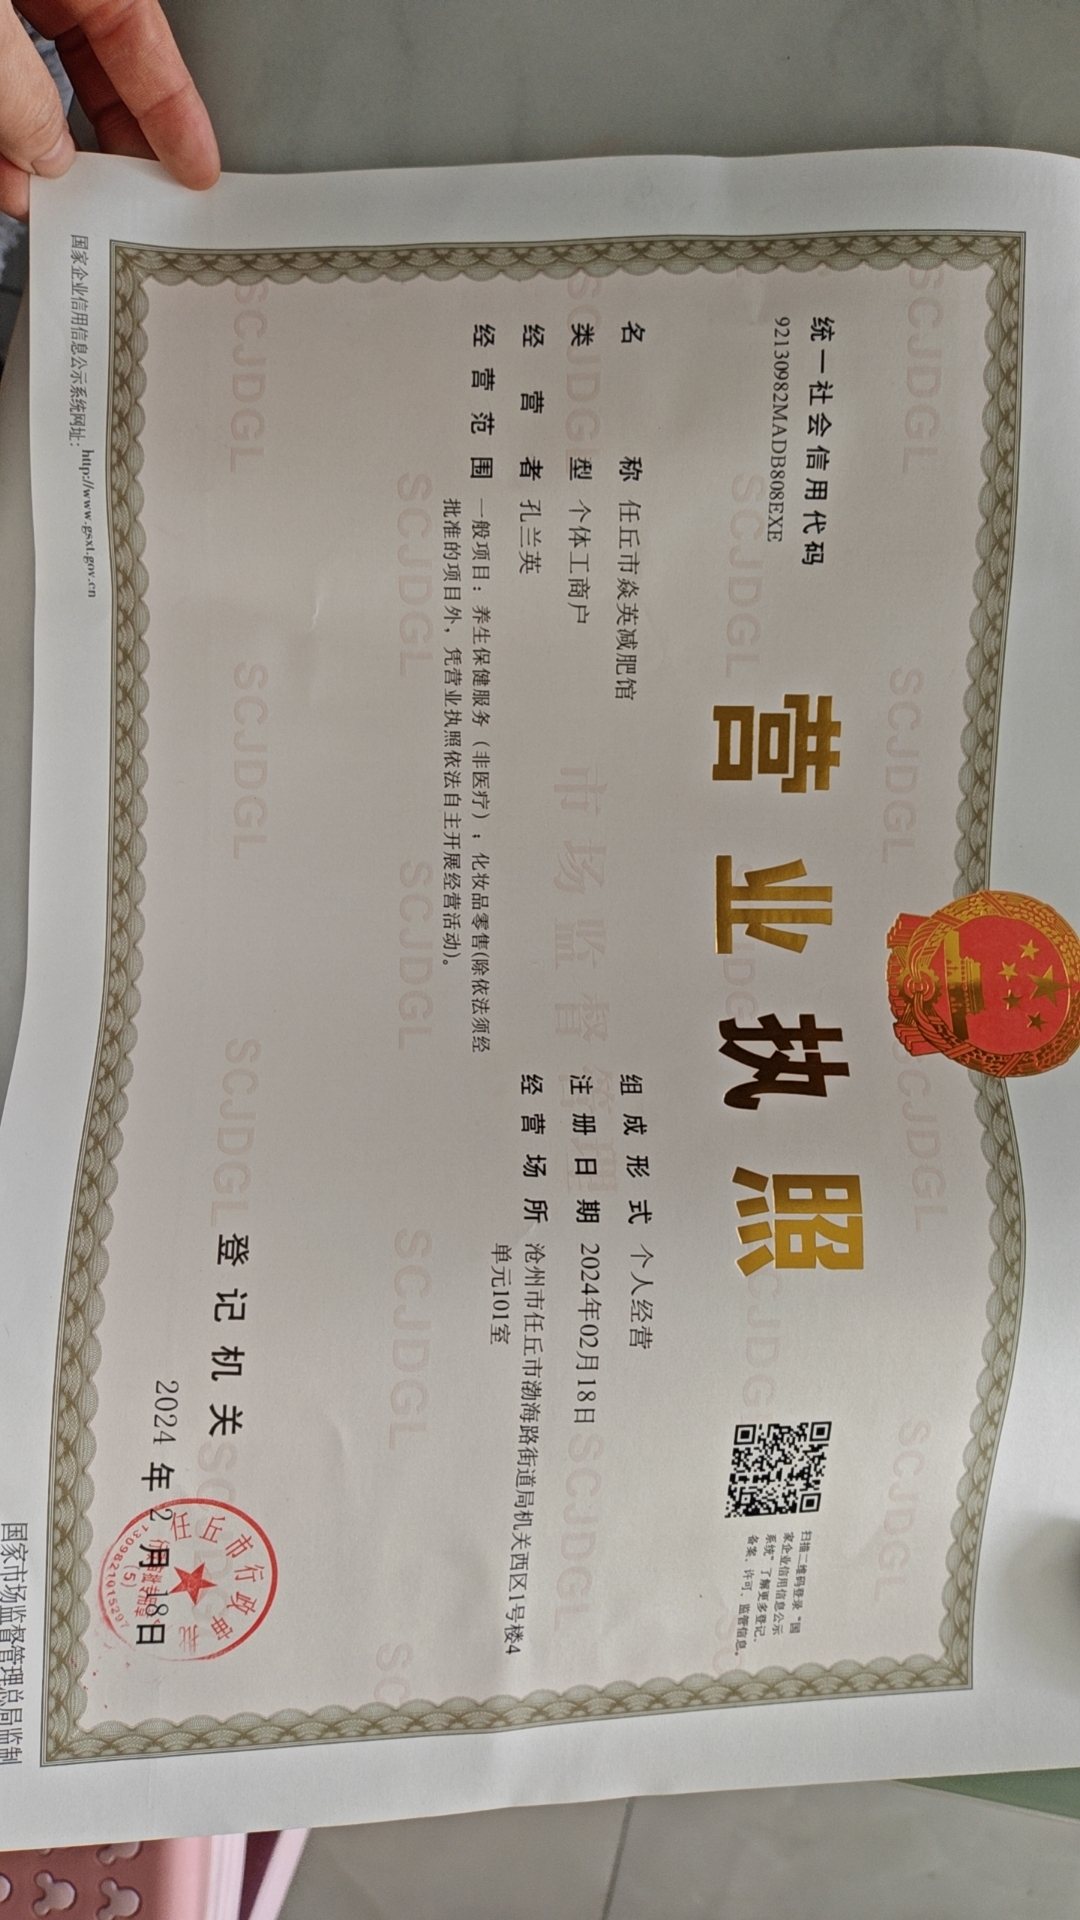 统一社会信用代码
92130982MADB808EXE
营业执照
扫描二维码登录“国
家企业信用信息公示
系统”了解更多登记、
备案、许可、监管信息。
名称 任丘市焱英减肥馆
类型 个体工商户
经营者 孔兰英
经营范围 一般项目：养生保健服务（非医疗）；化妆品零售(除依法须经
批准的项目外，凭营业执照依法自主开展经营活动)。
组成形式 个人经营
注册日期 2024年02月18日
经营场所 沧州市任丘市渤海路街道局机关西区1号楼4
单元101室
登记机关
2024 年 2 月 18 日
任丘市行政审
(5)
国家企业信用信息公示系统网址：http://www.gsxt.gov.cn
国家市场监督管理总局监制
市场监督管理
SCJDGL